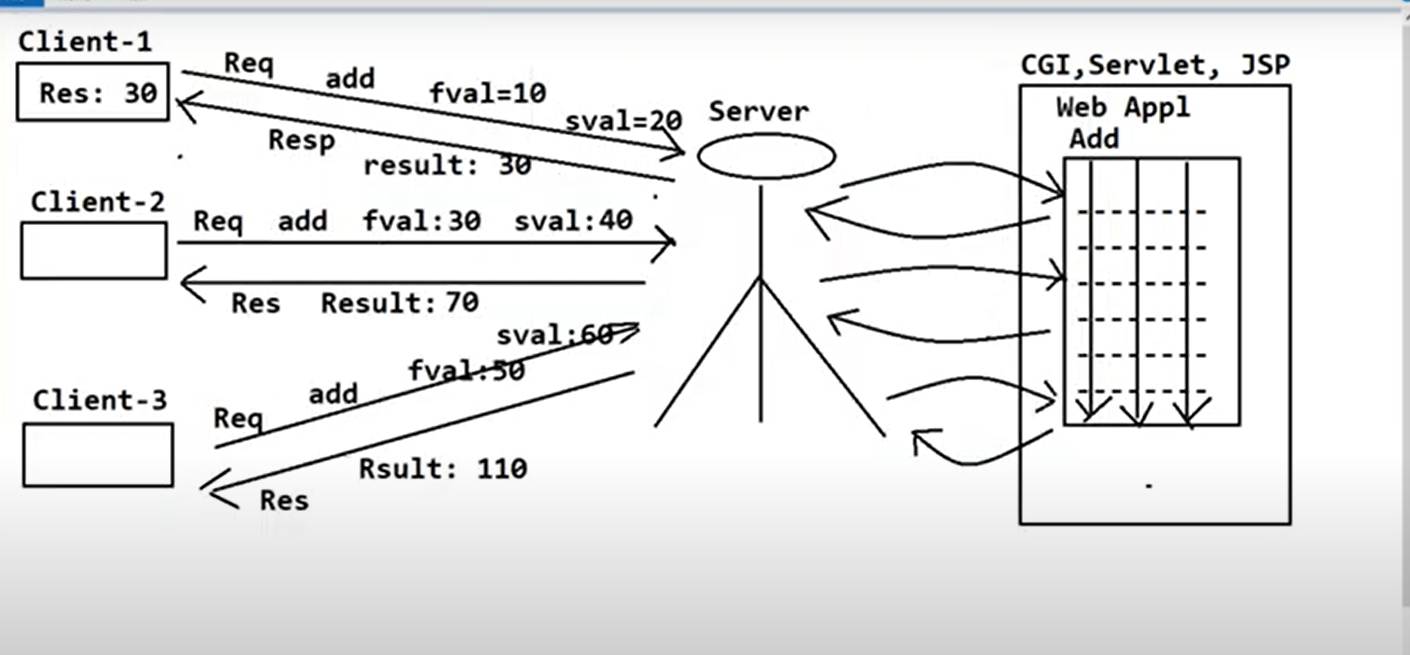 Client-1
Res: 30
Req add fval=10 sval=20
Resp result: 30
Server
CGI,Servlet, JSP
Web Appl
Add
Client-2
Req add fval:30 sval:40
Res Result: 70
Client-3
Req add fval:50 sval:60
Rsult: 110
Res